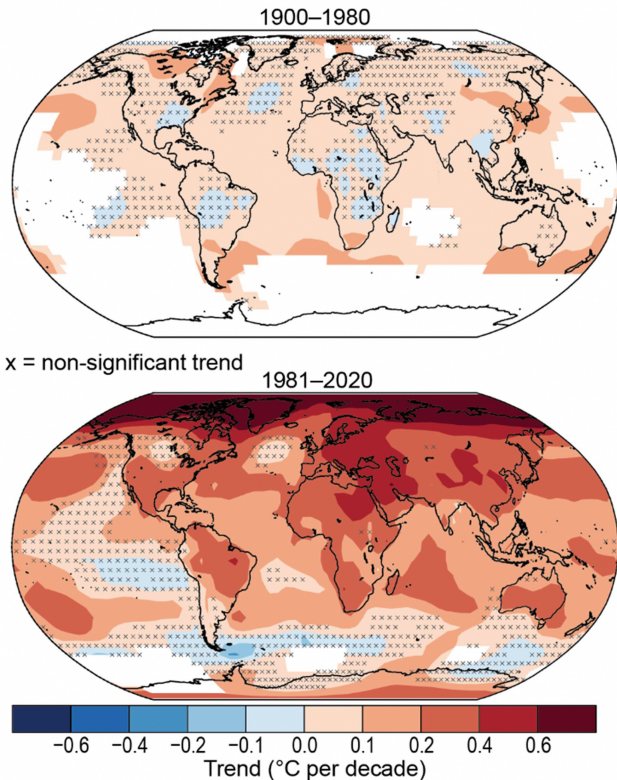 1900–1980
x = non-significant trend
1981–2020
−0.6 −0.4 −0.2 −0.1 0.0 0.1 0.2 0.4 0.6
Trend (°C per decade)